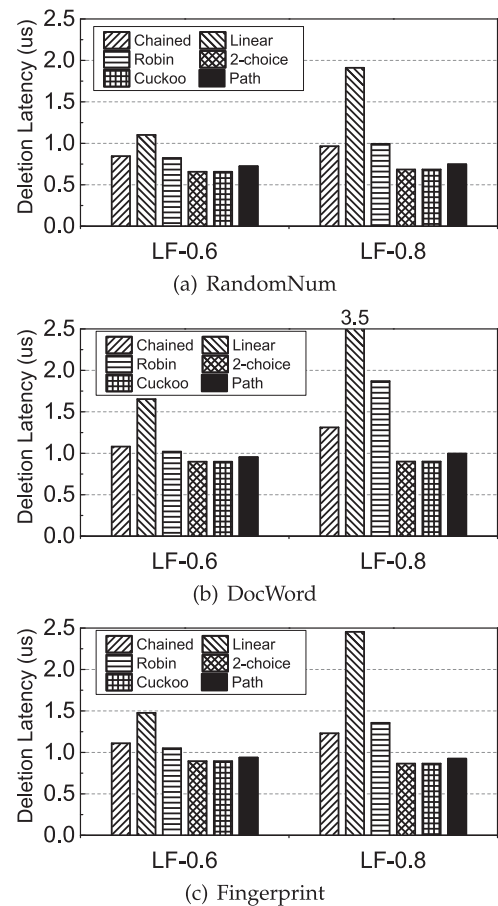 Deletion Latency (us)
2.5
2.0
1.5
1.0
0.5
0.0
Chained Linear
Robin 2-choice
Cuckoo Path
LF-0.6 LF-0.8
(a) RandomNum
3.5
Deletion Latency (us)
2.5
2.0
1.5
1.0
0.5
0.0
Chained Linear
Robin 2-choice
Cuckoo Path
LF-0.6 LF-0.8
(b) DocWord
Deletion Latency (us)
2.5
2.0
1.5
1.0
0.5
0.0
Chained Linear
Robin 2-choice
Cuckoo Path
LF-0.6 LF-0.8
(c) Fingerprint